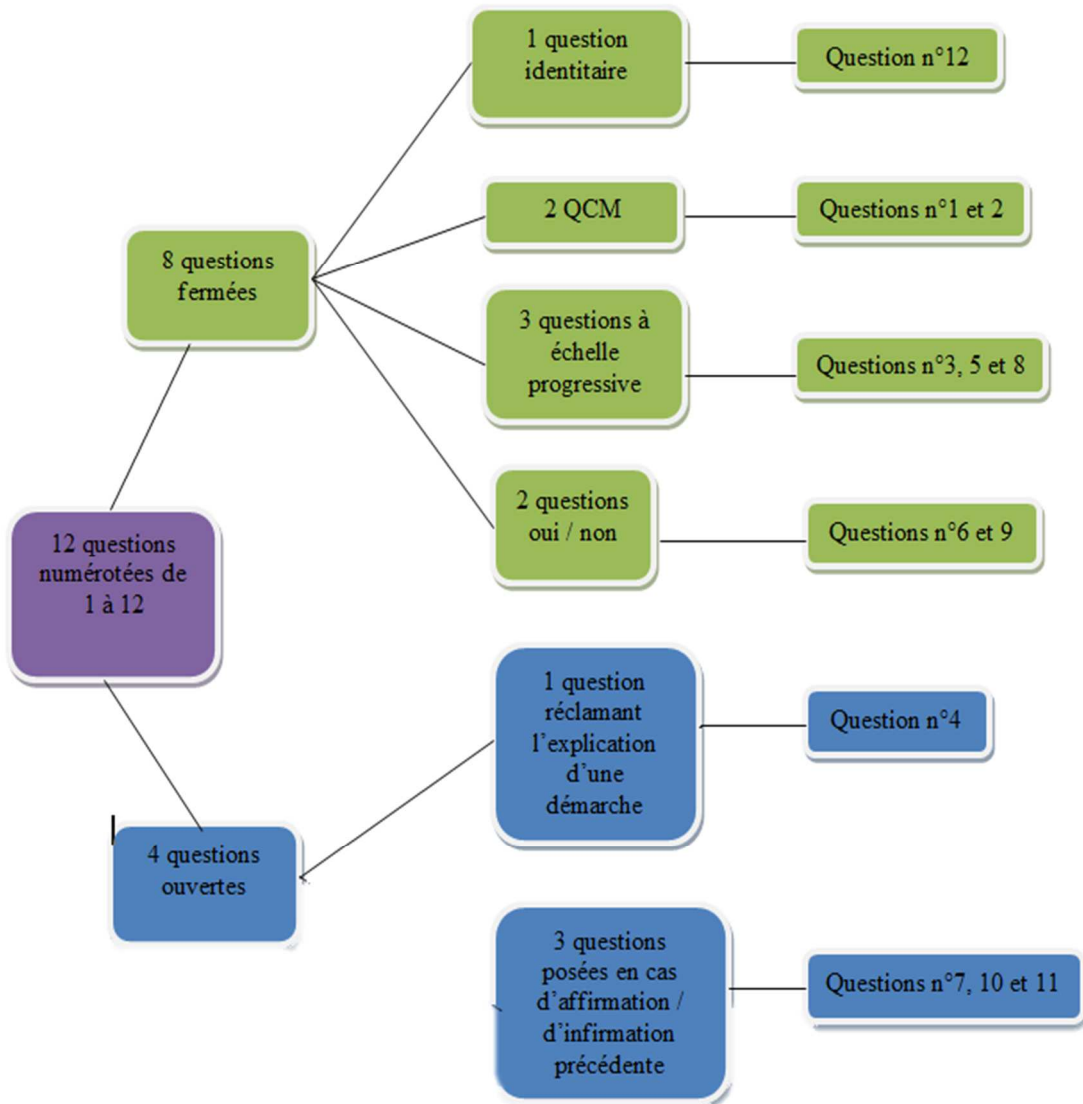 1 question
identitaire
Question n°12
2 QCM
Questions n°1 et 2
8 questions
fermées
3 questions à
échelle
progressive
Questions n°3, 5 et 8
2 questions
oui / non
Questions n°6 et 9
12 questions
numérotées de
1 à 12
1 question
réclamant
l’explication
d’une
démarche
Question n°4
4 questions
ouvertes
3 questions
posées en cas
d’affirmation /
d’infirmation
précédente
Questions n°7, 10 et 11